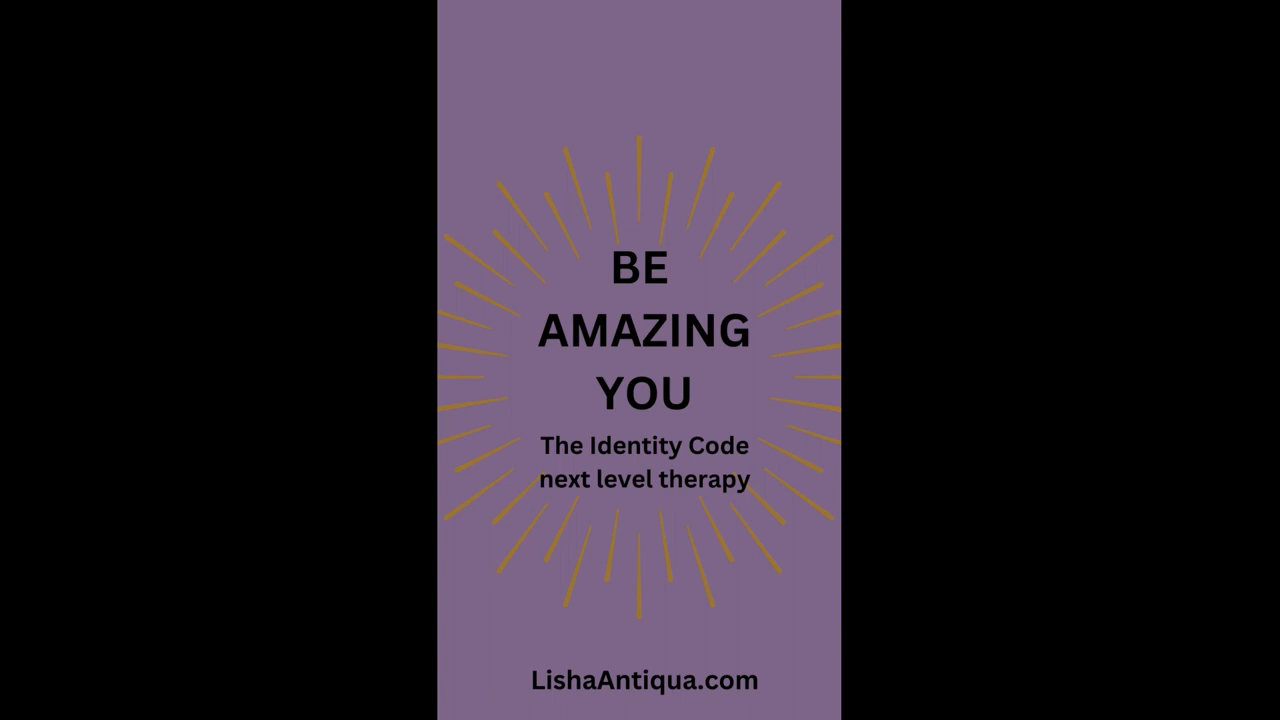 BE
AMAZING
YOU
The Identity Code
next level therapy
LishaAntiqua.com